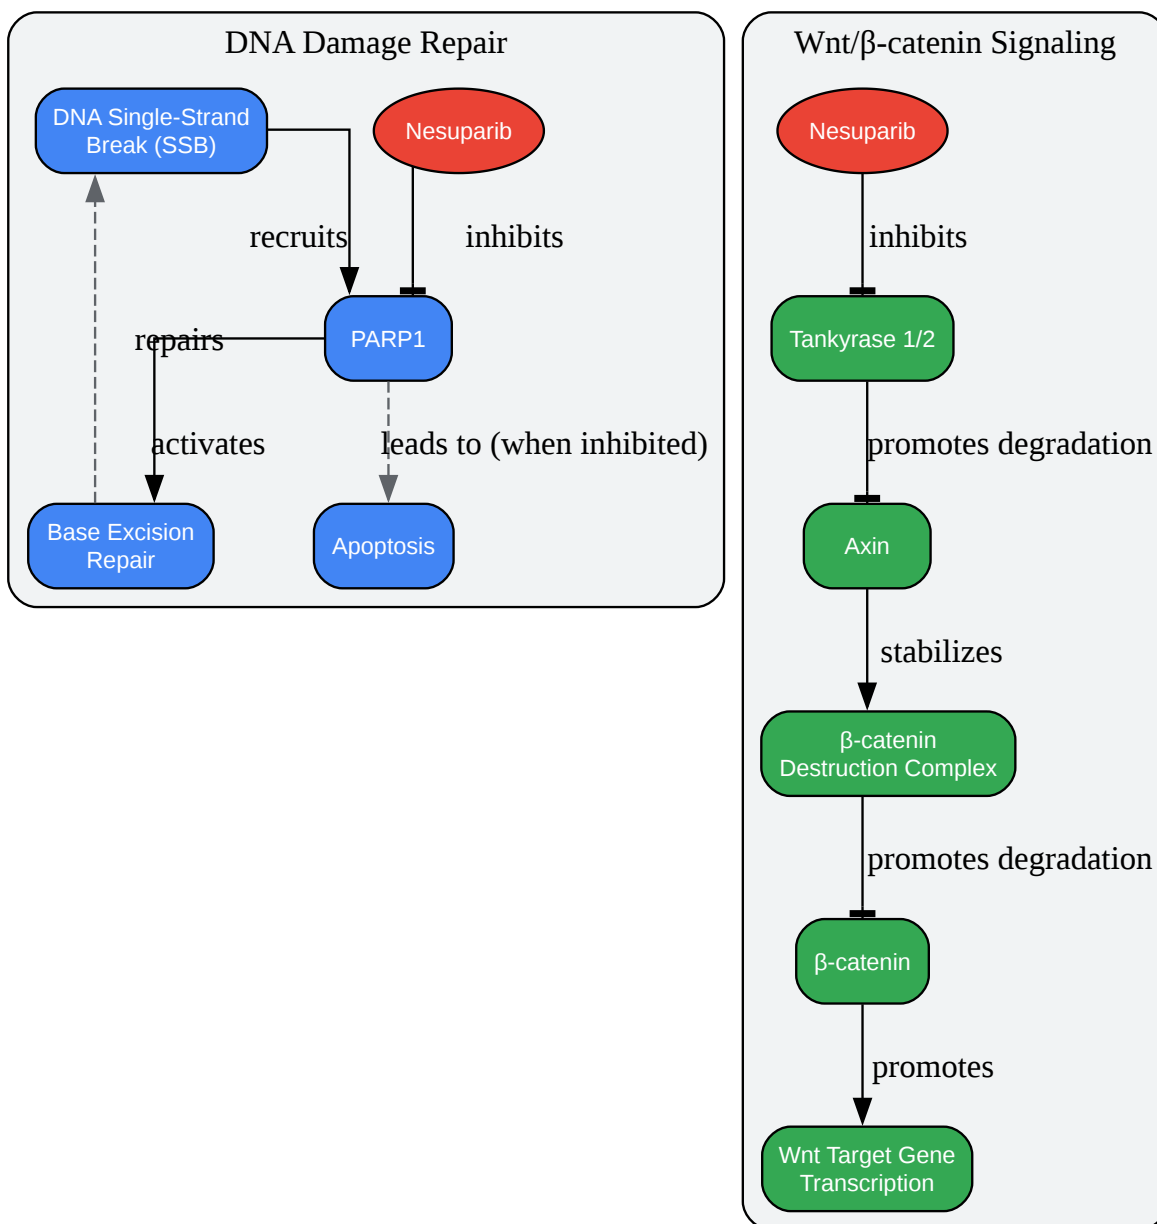 DNA Damage Repair
DNA Single-Strand
Break (SSB)
Nesuparib
recruits
inhibits
PARP1
repairs
activates
leads to (when inhibited)
Base Excision
Repair
Apoptosis
Wnt/β-catenin Signaling
Nesuparib
inhibits
Tankyrase 1/2
promotes degradation
Axin
stabilizes
β-catenin
Destruction Complex
promotes degradation
β-catenin
promotes
Wnt Target Gene
Transcription